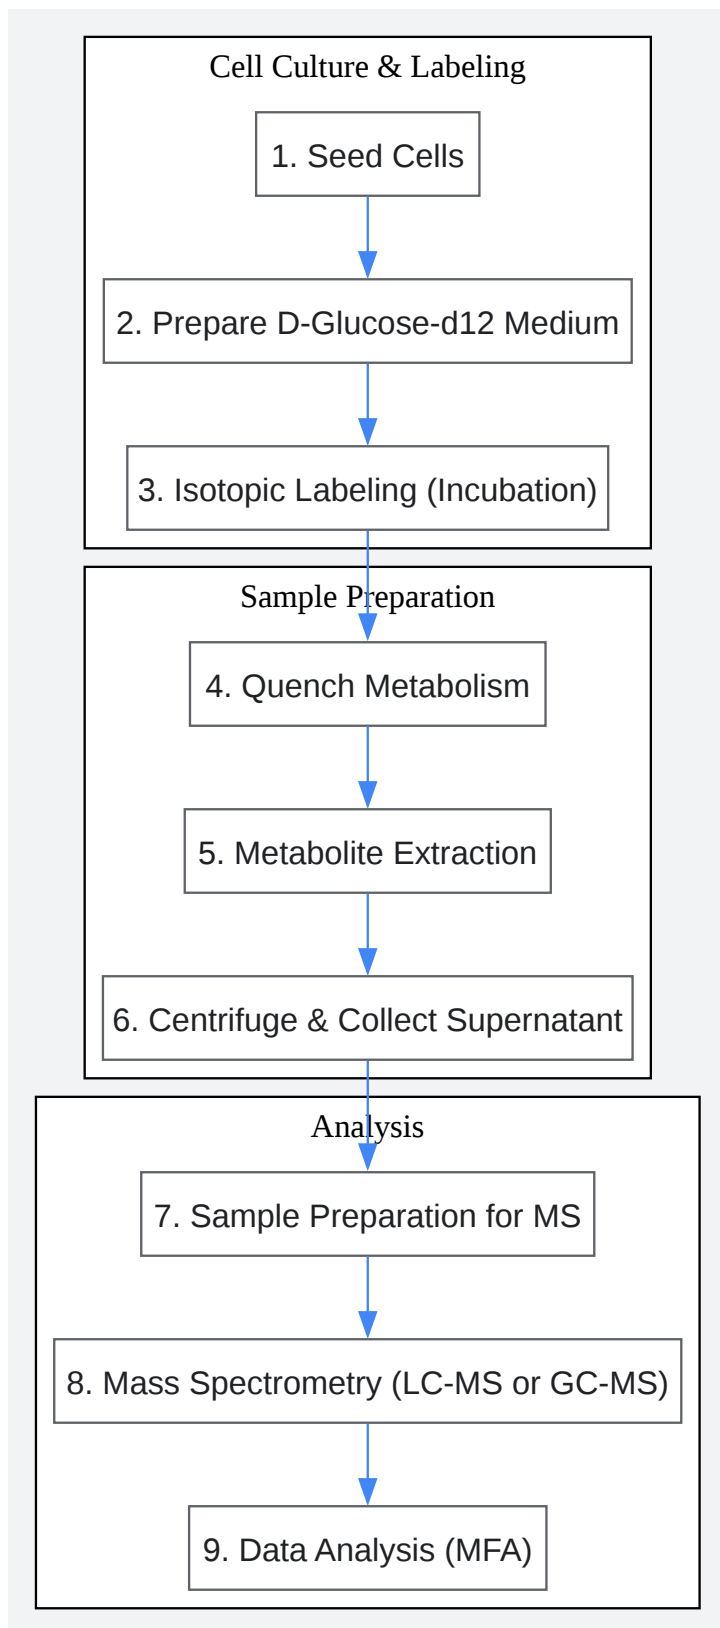 Cell Culture & Labeling
1. Seed Cells
2. Prepare D-Glucose-d12 Medium
3. Isotopic Labeling (Incubation)
Sample Preparation
4. Quench Metabolism
5. Metabolite Extraction
6. Centrifuge & Collect Supernatant
Analysis
7. Sample Preparation for MS
8. Mass Spectrometry (LC-MS or GC-MS)
9. Data Analysis (MFA)